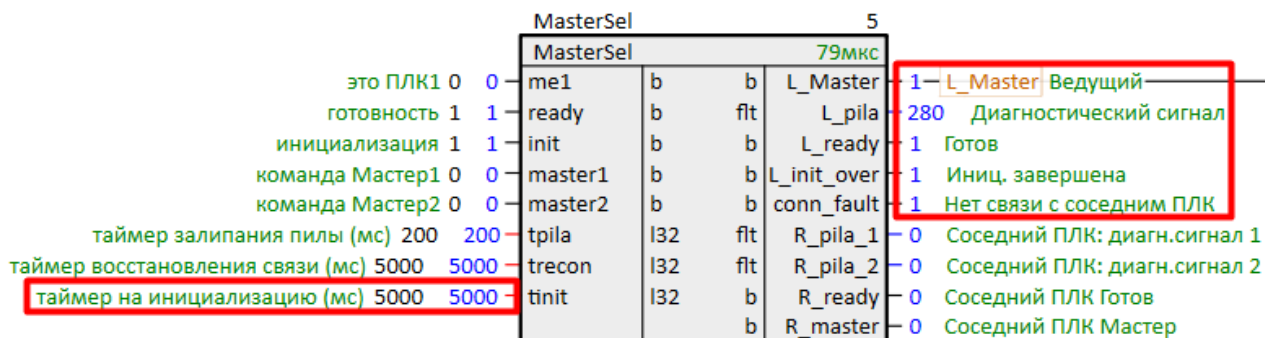 MasterSel 5
MasterSel 79мкс
это ПЛК1 0 0 me1 b b L_Master 1 L_Master Ведущий
готовность 1 1 ready b flt L_pila 280 Диагностический сигнал
инициализация 1 1 init b b L_ready 1 Готов
команда Мастер1 0 0 master1 b b L_init_over 1 Иниц. завершена
команда Мастер2 0 0 master2 b b conn_fault 1 Нет связи с соседним ПЛК
таймер залипания пилы (мс) 200 200 tpila I32 flt R_pila_1 0 Соседний ПЛК: диагн.сигнал 1
таймер восстановления связи (мс) 5000 5000 trecon I32 flt R_pila_2 0 Соседний ПЛК: диагн.сигнал 2
таймер на инициализацию (мс) 5000 5000 tinit I32 b R_ready 0 Соседний ПЛК Готов
b R_master 0 Соседний ПЛК Мастер